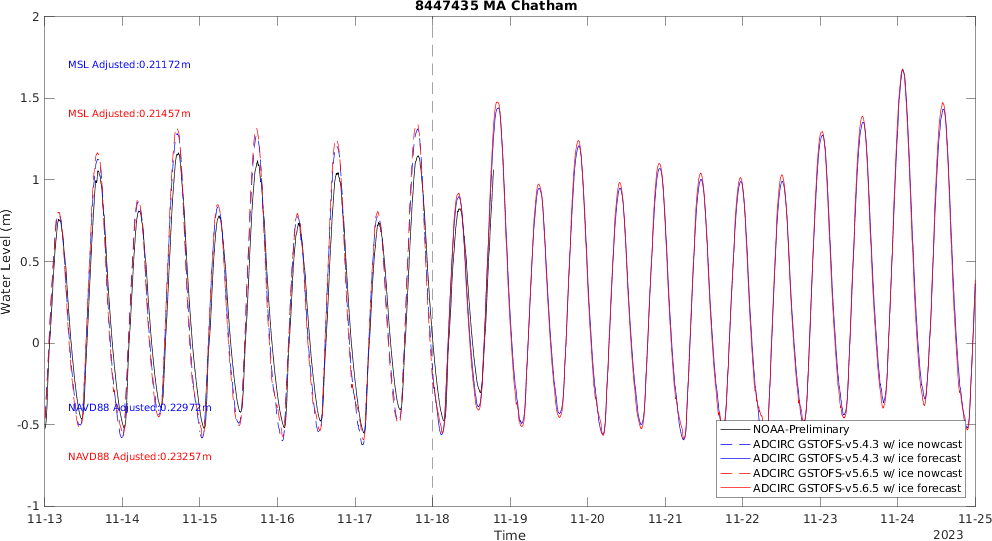 8447435 MA Chatham
2
1.5
1
0.5
0
-0.5
-1
Water Level (m)
MSL Adjusted:0.21172m
MSL Adjusted:0.21457m
NAVD88 Adjusted:0.22972m
NAVD88 Adjusted:0.23257m
NOAA-Preliminary
ADCIRC GSTOFS-v5.4.3 w/ ice nowcast
ADCIRC GSTOFS-v5.4.3 w/ ice forecast
ADCIRC GSTOFS-v5.6.5 w/ ice nowcast
ADCIRC GSTOFS-v5.6.5 w/ ice forecast
11-13 11-14 11-15 11-16 11-17 11-18 11-19 11-20 11-21 11-22 11-23 11-24 11-25
Time
2023